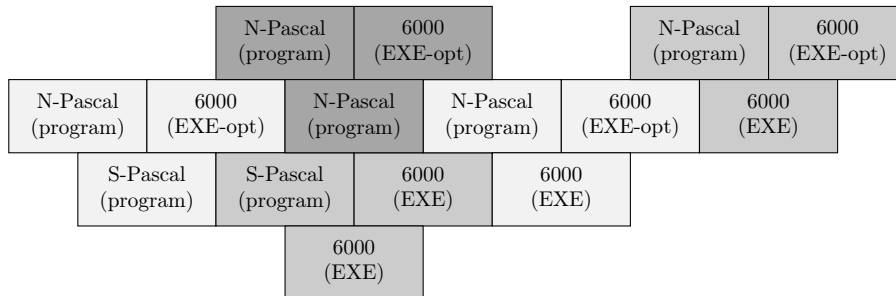 N-Pascal 6000 N-Pascal 6000
(program) (EXE-opt) (program) (EXE-opt)
N-Pascal 6000 N-Pascal N-Pascal 6000 6000
(program) (EXE-opt) (program) (program) (EXE-opt) (EXE)
S-Pascal S-Pascal 6000 6000
(program) (program) (EXE) (EXE)
6000
(EXE)